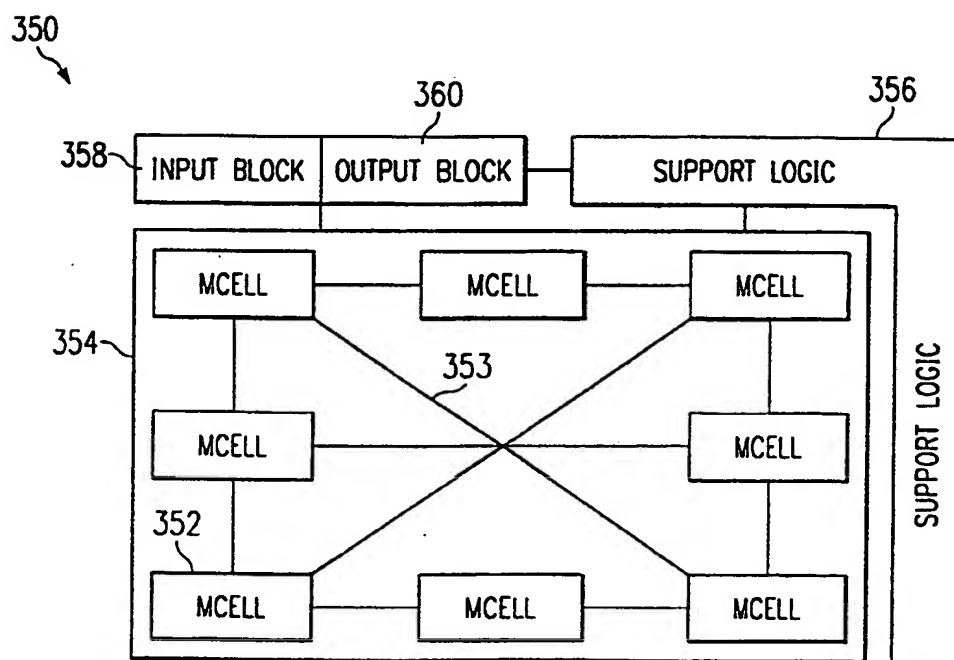 350
360
356
358
INPUT BLOCK
OUTPUT BLOCK
SUPPORT LOGIC
MCELL
MCELL
MCELL
354
353
SUPPORT LOGIC
MCELL
MCELL
352
MCELL
MCELL
MCELL